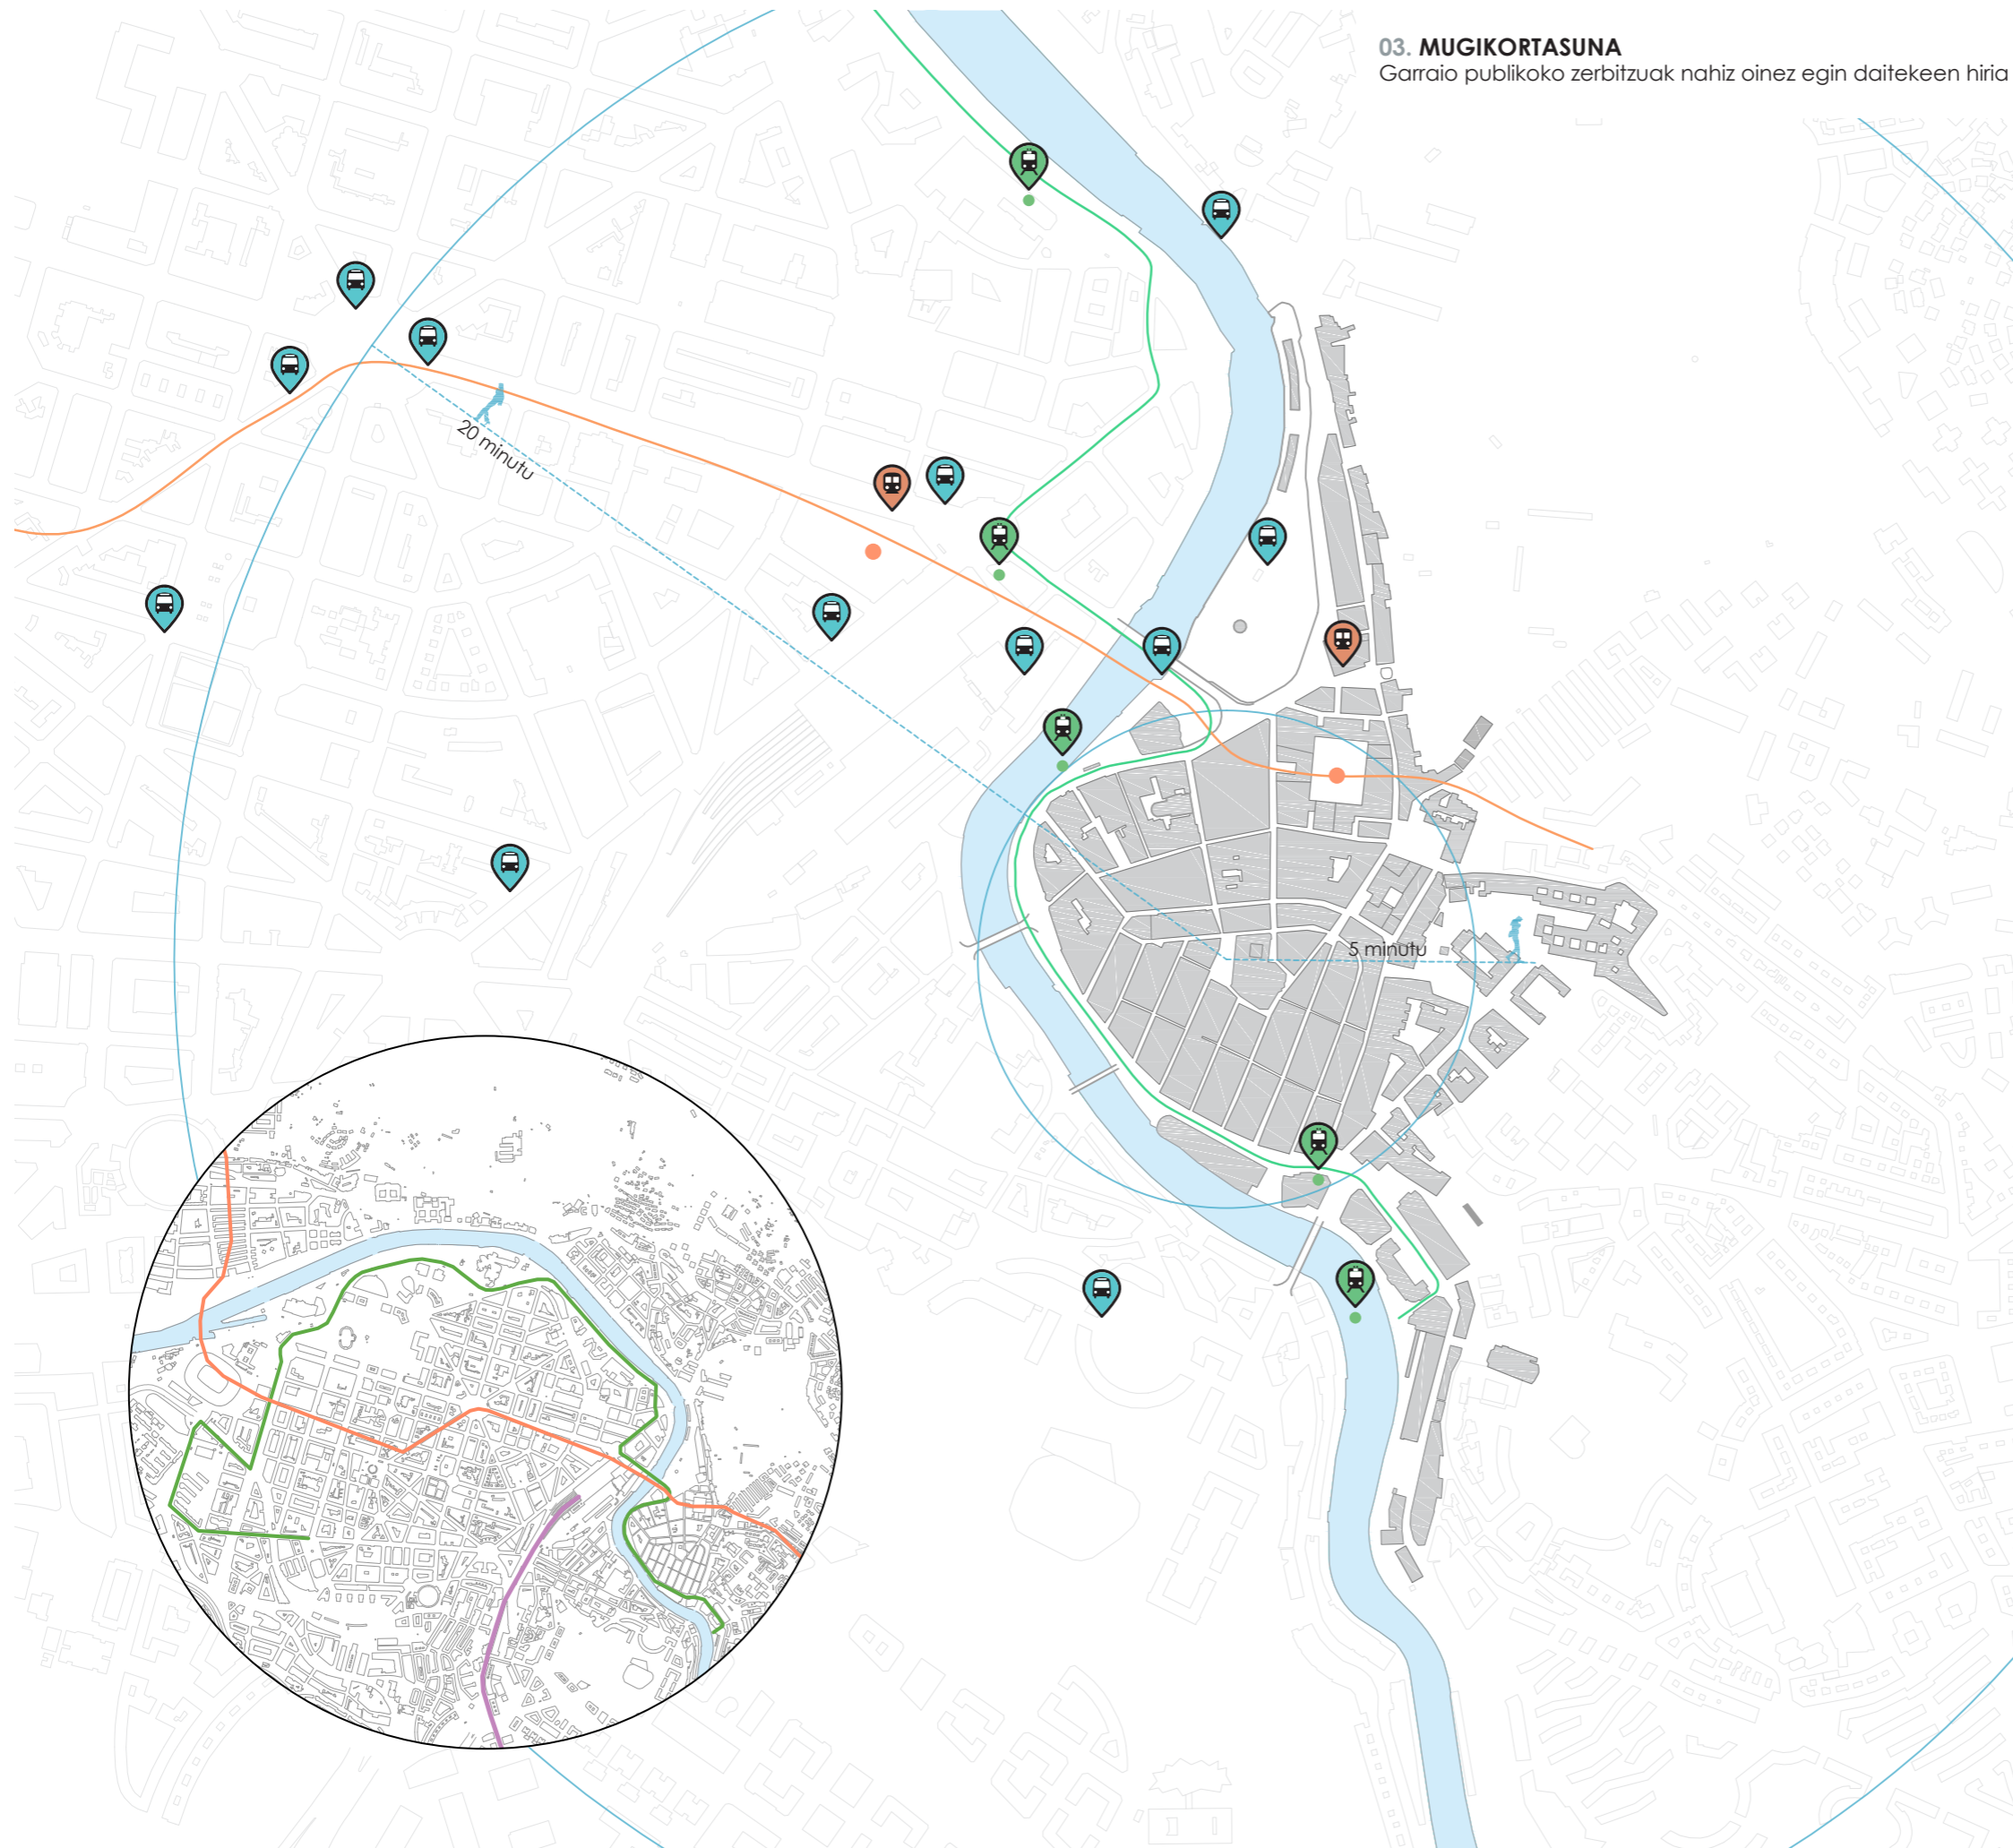 03. MUGIKORTASUNA
Garraio publikoko zerbitzuak nahiz oinez egin daitekeen hiria
20 minutu
5 minutu